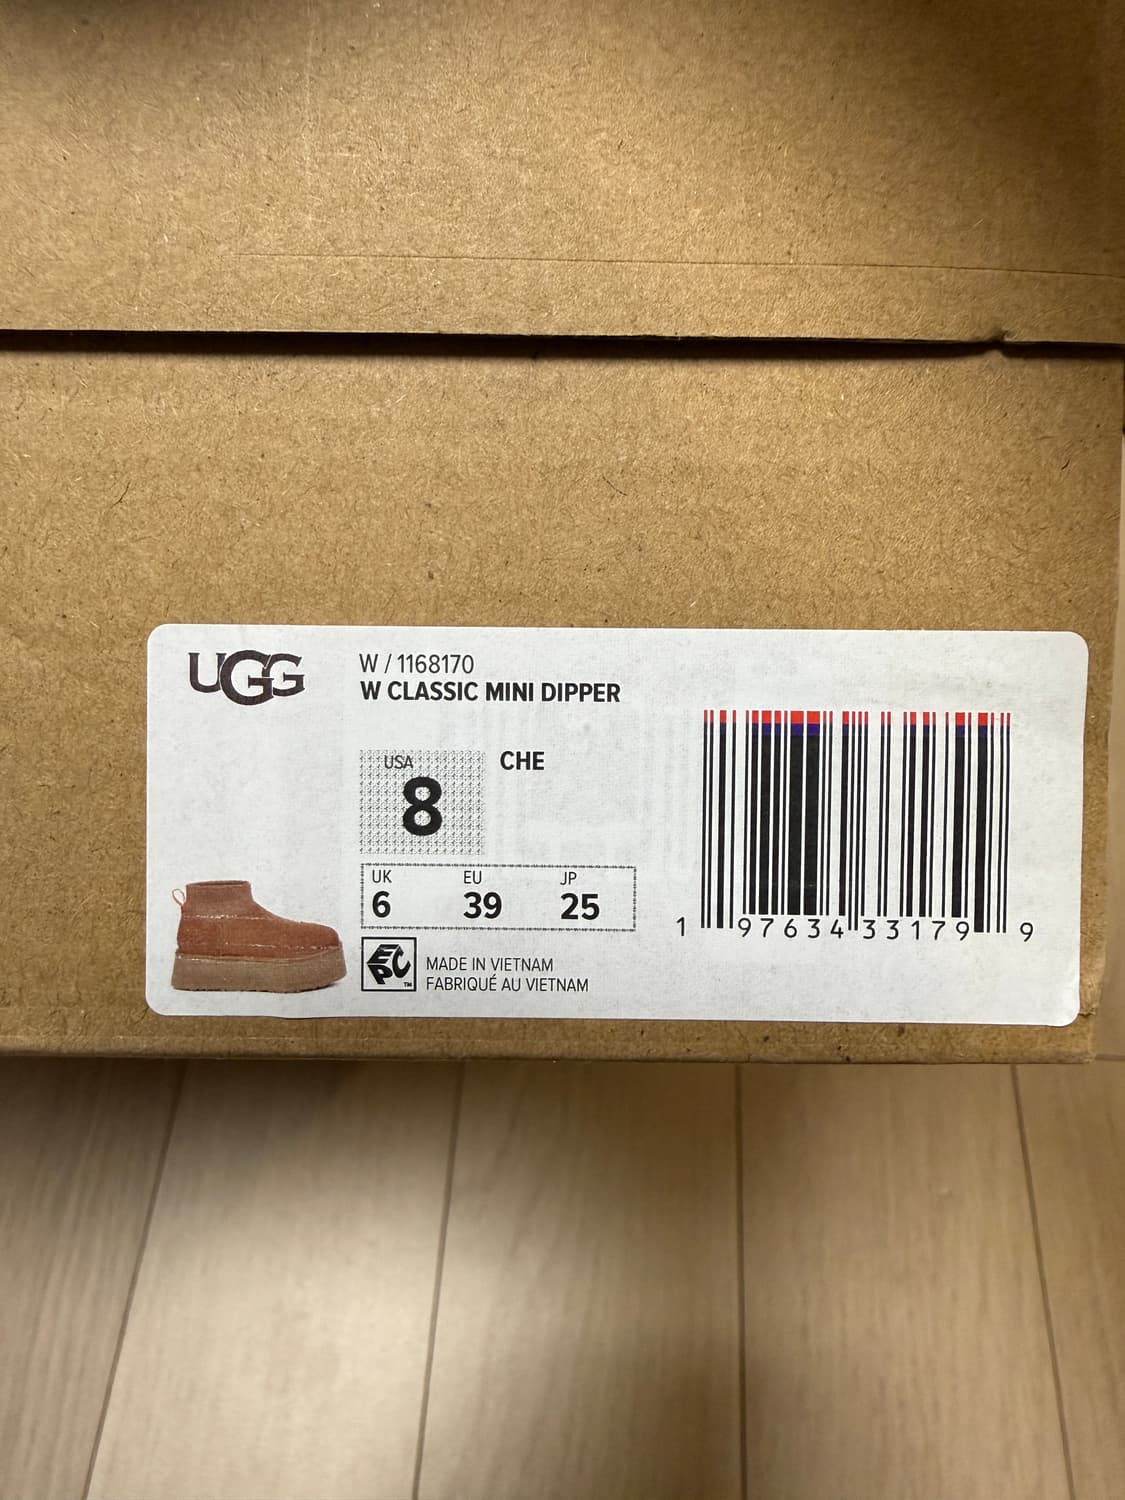 UGG
W / 1168170
W CLASSIC MINI DIPPER
USA
8
CHE
UK EU JP
6 39 25
EPC™
MADE IN VIETNAM
FABRIQUÉ AU VIETNAM
1 97634 33179 9